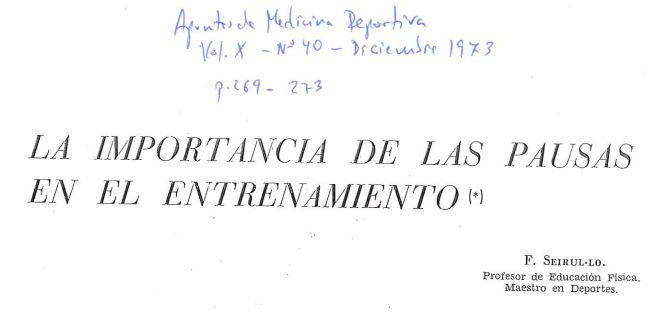 Apuntes de Medicina Deportiva
Vol. X - Nº 40 - Diciembre 1973
p. 269 - 273
LA IMPORTANCIA DE LAS PAUSAS
EN EL ENTRENAMIENTO (*)
F. SEIRUL·LO.
Profesor de Educación Física.
Maestro en Deportes.